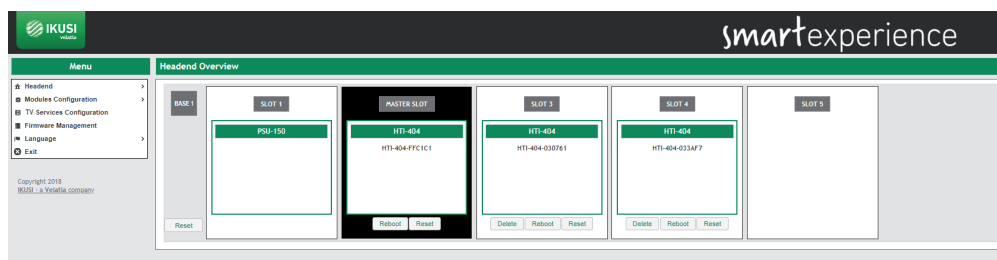 IKUSI
velatia
smartexperience
Menu
Headend Overview
Headend
Modules Configuration
TV Services Configuration
Firmware Management
Language
Exit
Copyright 2018
IKUSI - a Velatia company
BASE 1
Reset
SLOT 1
PSU-150
MASTER SLOT
HTI-404
HTI-404-FFC1C1
Reboot Reset
SLOT 3
HTI-404
HTI-404-030761
Delete Reboot Reset
SLOT 4
HTI-404
HTI-404-033AF7
Delete Reboot Reset
SLOT 5